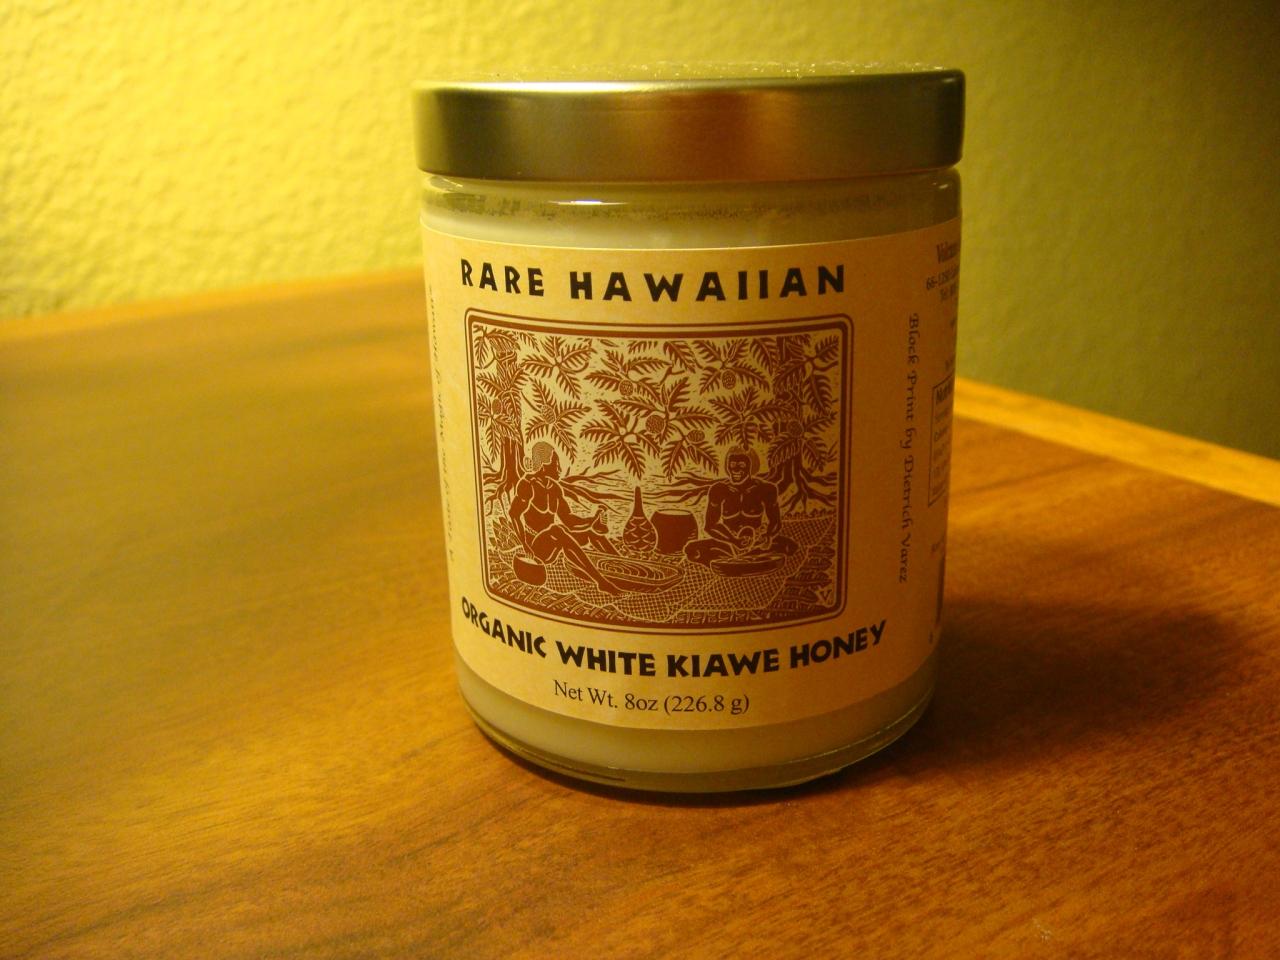 RARE HAWAIIAN
ORGANIC WHITE KIAWE HONEY
Net Wt. 8oz (226.8 g)
Block Print by Dietrich Varez